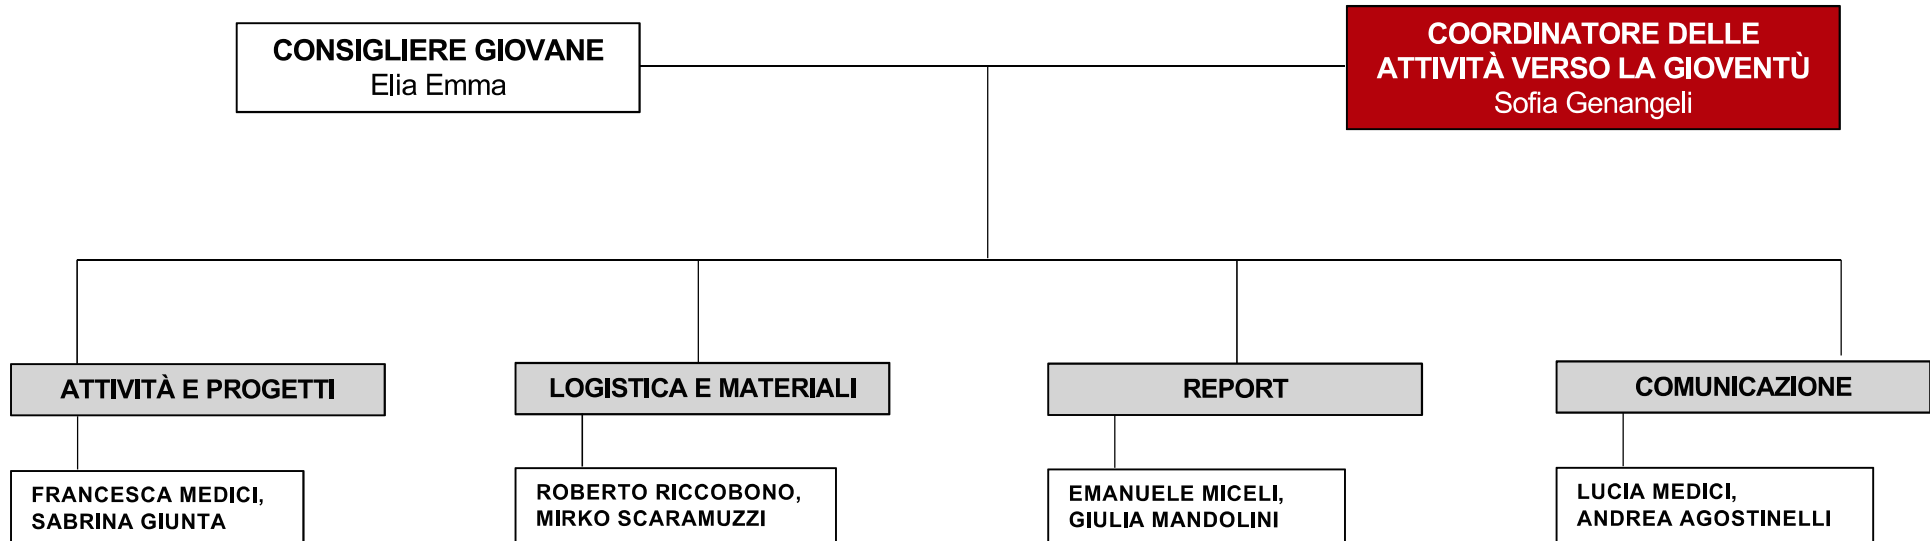 CONSIGLIERE GIOVANE
Elia Emma
COORDINATORE DELLE
ATTIVITÀ VERSO LA GIOVENTÙ
Sofia Genangeli
ATTIVITÀ E PROGETTI
LOGISTICA E MATERIALI
REPORT
COMUNICAZIONE
FRANCESCA MEDICI,
SABRINA GIUNTA
ROBERTO RICCOBONO,
MIRKO SCARAMUZZI
EMANUELE MICELI,
GIULIA MANDOLINI
LUCIA MEDICI,
ANDREA AGOSTINELLI